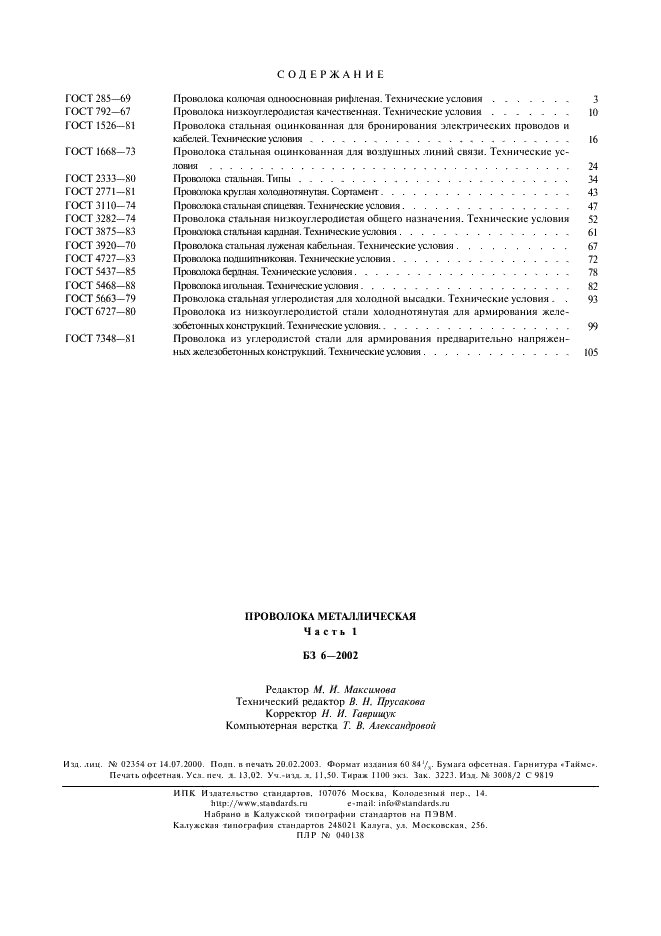 СОДЕРЖАНИЕ
ГОСТ 285—69 Проволока колючая одноосновная рифленая. Технические условия . . . . . . . 3
ГОСТ 792—67 Проволока низкоуглеродистая качественная. Технические условия . . . . . . . 10
ГОСТ 1526—81 Проволока стальная оцинкованная для бронирования электрических проводов и
кабелей. Технические условия . . . . . . . . . . . . . . . . . . . . . . . 16
ГОСТ 1668—73 Проволока стальная оцинкованная для воздушных линий связи. Технические ус-
ловия . . . . . . . . . . . . . . . . . . . . . . . . . . . . . . . 24
ГОСТ 2333—80 Проволока стальная. Типы . . . . . . . . . . . . . . . . . . . . . . . . 34
ГОСТ 2771—81 Проволока круглая холоднотянутая. Сортамент . . . . . . . . . . . . . . . . . 43
ГОСТ 3110—74 Проволока стальная спицевая. Технические условия . . . . . . . . . . . . . . . 47
ГОСТ 3282—74 Проволока стальная низкоуглеродистая общего назначения. Технические условия 52
ГОСТ 3875—83 Проволока стальная кардная. Технические условия . . . . . . . . . . . . . . . 61
ГОСТ 3920—70 Проволока стальная луженая кабельная. Технические условия . . . . . . . . . . 67
ГОСТ 4727—83 Проволока подшипниковая. Технические условия . . . . . . . . . . . . . . . . 72
ГОСТ 5437—85 Проволока бердная. Технические условия . . . . . . . . . . . . . . . . . . . 78
ГОСТ 5468—88 Проволока игольная. Технические условия . . . . . . . . . . . . . . . . . . . 82
ГОСТ 5663—79 Проволока стальная углеродистая для холодной высадки. Технические условия . . . 93
ГОСТ 6727—80 Проволока из низкоуглеродистой стали холоднотянутая для армирования желе-
зобетонных конструкций. Технические условия. . . . . . . . . . . . . . . . . 99
ГОСТ 7348—81 Проволока из углеродистой стали для армирования предварительно напряжен-
ных железобетонных конструкций. Технические условия . . . . . . . . . . . . . 105
ПРОВОЛОКА МЕТАЛЛИЧЕСКАЯ
Часть 1
БЗ 6—2002
Редактор М. И. Максимова
Технический редактор В. Н. Прусакова
Корректор Н. И. Гаврищук
Компьютерная верстка Т. В. Александровой
Изд. лиц. № 02354 от 14.07.2000. Подп. в печать 20.02.2003. Формат издания 60 84 1/8. Бумага офсетная. Гарнитура «Таймс».
Печать офсетная. Усл. печ. л. 13,02. Уч.-изд. л. 11,50. Тираж 1100 экз. Зак. 3223. Изд. № 3008/2 С 9819
ИПК Издательство стандартов, 107076 Москва, Колодезный пер., 14.
http://www.standards.ru e-mail: info@standards.ru
Набрано в Калужской типографии стандартов на ПЭВМ.
Калужская типография стандартов 248021 Калуга, ул. Московская, 256.
ПЛР № 040138